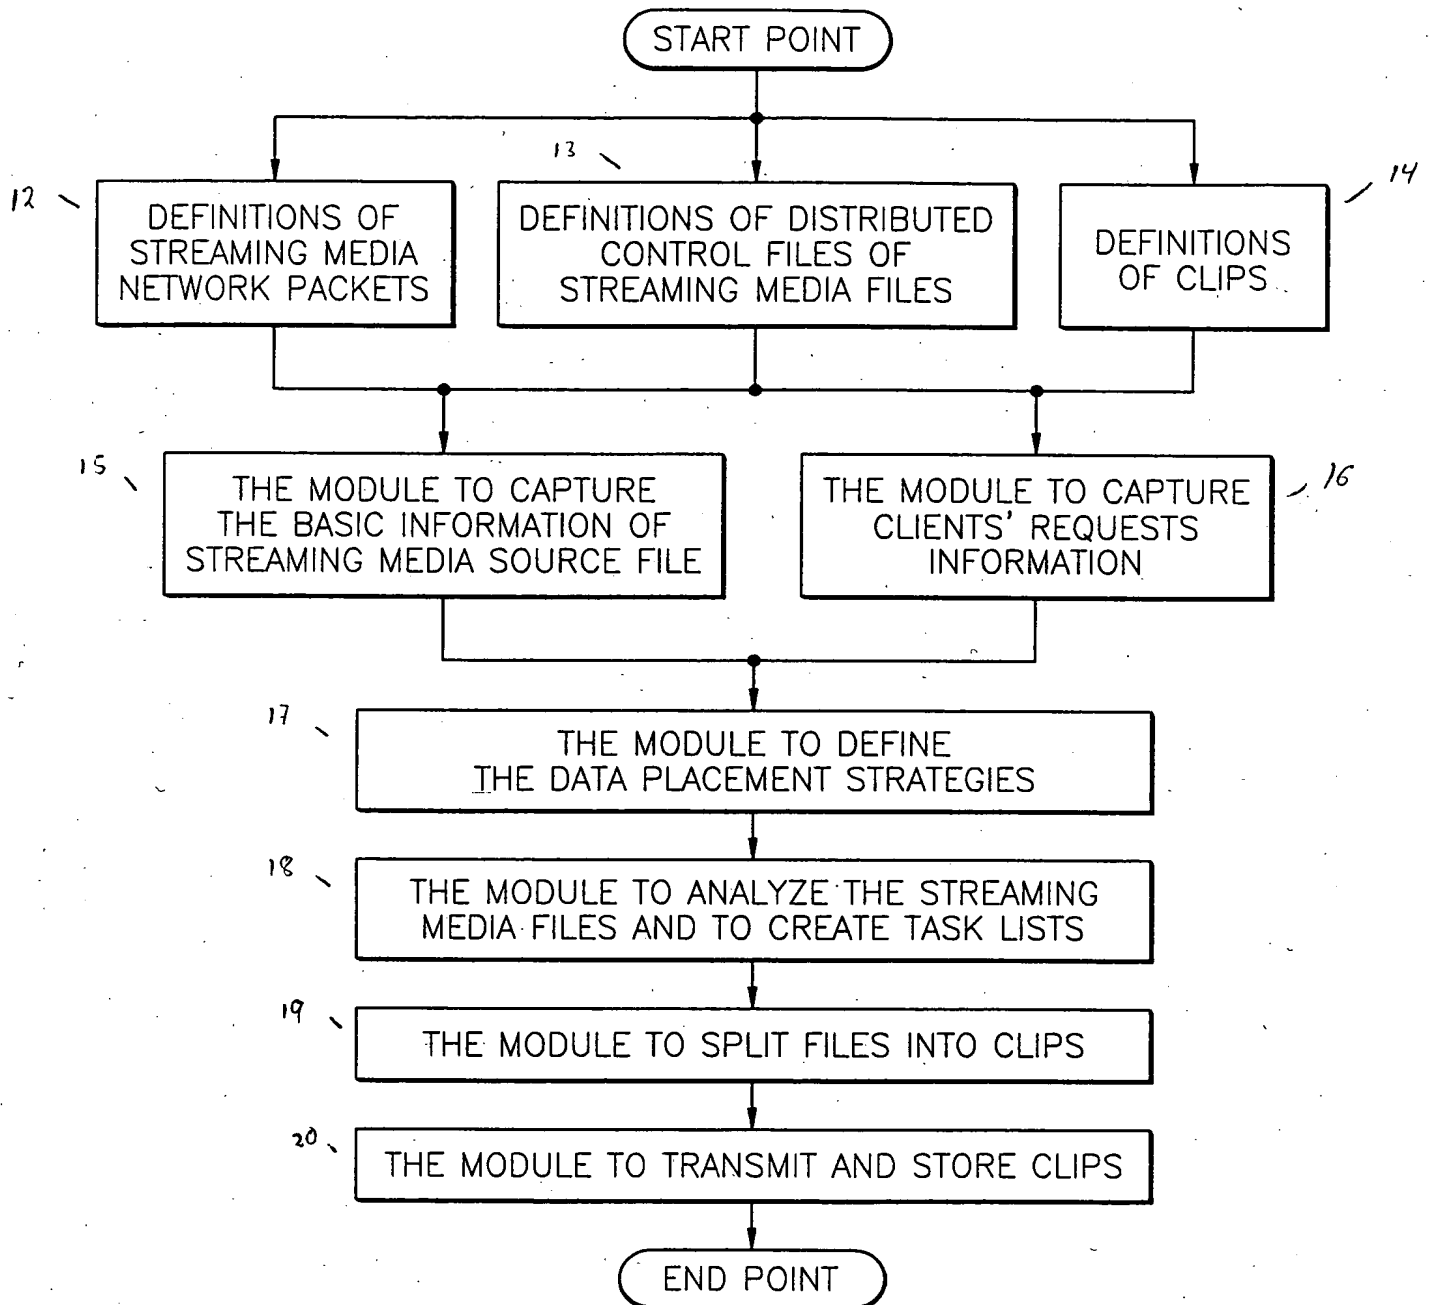 START POINT
12
DEFINITIONS OF
STREAMING MEDIA
NETWORK PACKETS
13
DEFINITIONS OF DISTRIBUTED
CONTROL FILES OF
STREAMING MEDIA FILES
14
DEFINITIONS
OF CLIPS
15
THE MODULE TO CAPTURE
THE BASIC INFORMATION OF
STREAMING MEDIA SOURCE FILE
THE MODULE TO CAPTURE
CLIENTS' REQUESTS
INFORMATION
16
17
THE MODULE TO DEFINE
THE DATA PLACEMENT STRATEGIES
18
THE MODULE TO ANALYZE THE STREAMING
MEDIA FILES AND TO CREATE TASK LISTS
19
THE MODULE TO SPLIT FILES INTO CLIPS
20
THE MODULE TO TRANSMIT AND STORE CLIPS
END POINT